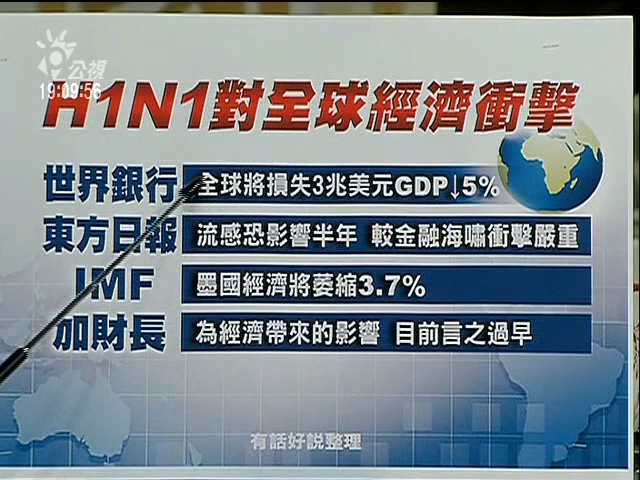 公視
19:09:56
H1N1對全球經濟衝擊
世界銀行 全球將損失3兆美元GDP↓5%
東方日報 流感恐影響半年 較金融海嘯衝擊嚴重
IMF 墨國經濟將萎縮3.7%
加財長 為經濟帶來的影響 目前言之過早
有話好説整理